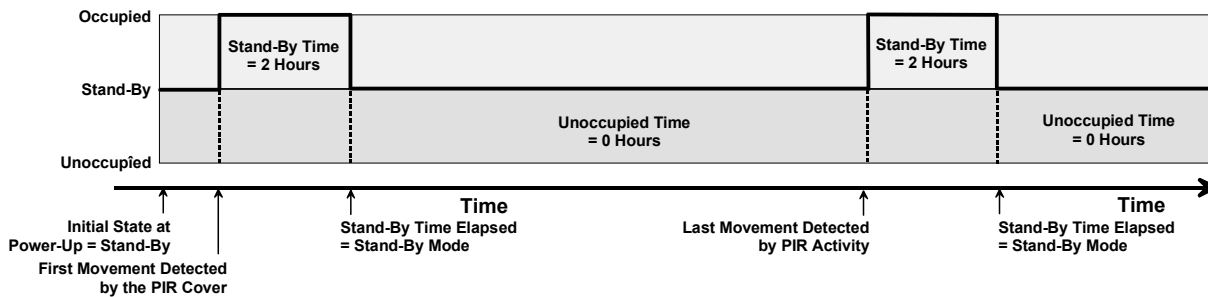 Occupied
Stand-By Time
= 2 Hours
Stand-By Time
= 2 Hours
Stand-By
Unoccupied Time
= 0 Hours
Unoccupied Time
= 0 Hours
Unoccupied
Time
Time
Initial State at
Power-Up = Stand-By
First Movement Detected
by the PIR Cover
Stand-By Time Elapsed
= Stand-By Mode
Last Movement Detected
by PIR Activity
Stand-By Time Elapsed
= Stand-By Mode